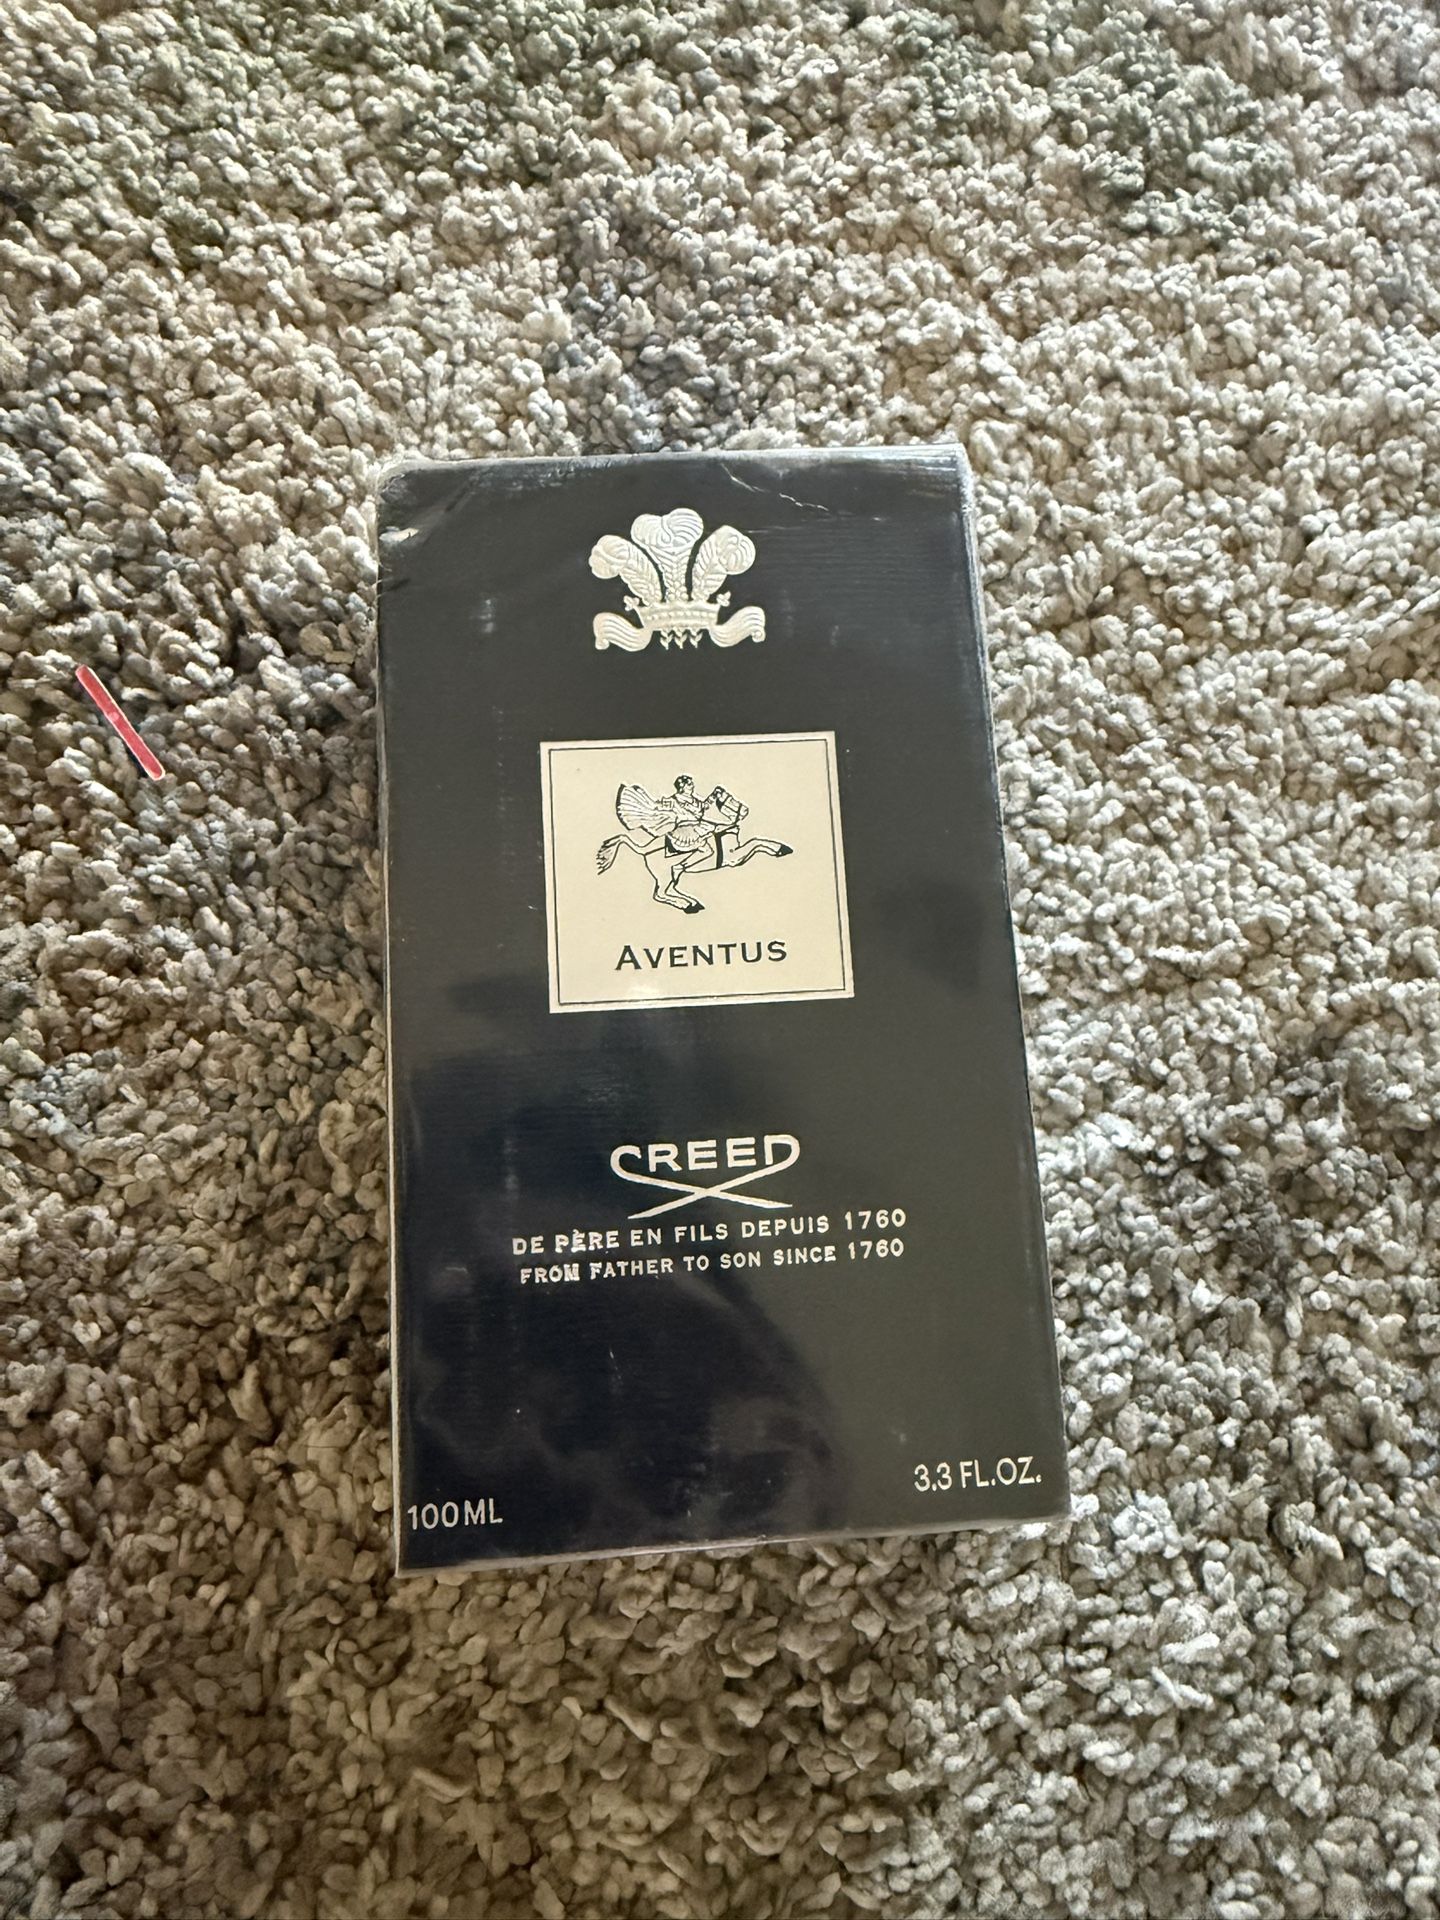 AVENTUS
CREED
DE PÈRE EN FILS DEPUIS 1760
FROM FATHER TO SON SINCE 1760
3.3 FL.OZ.
100ML